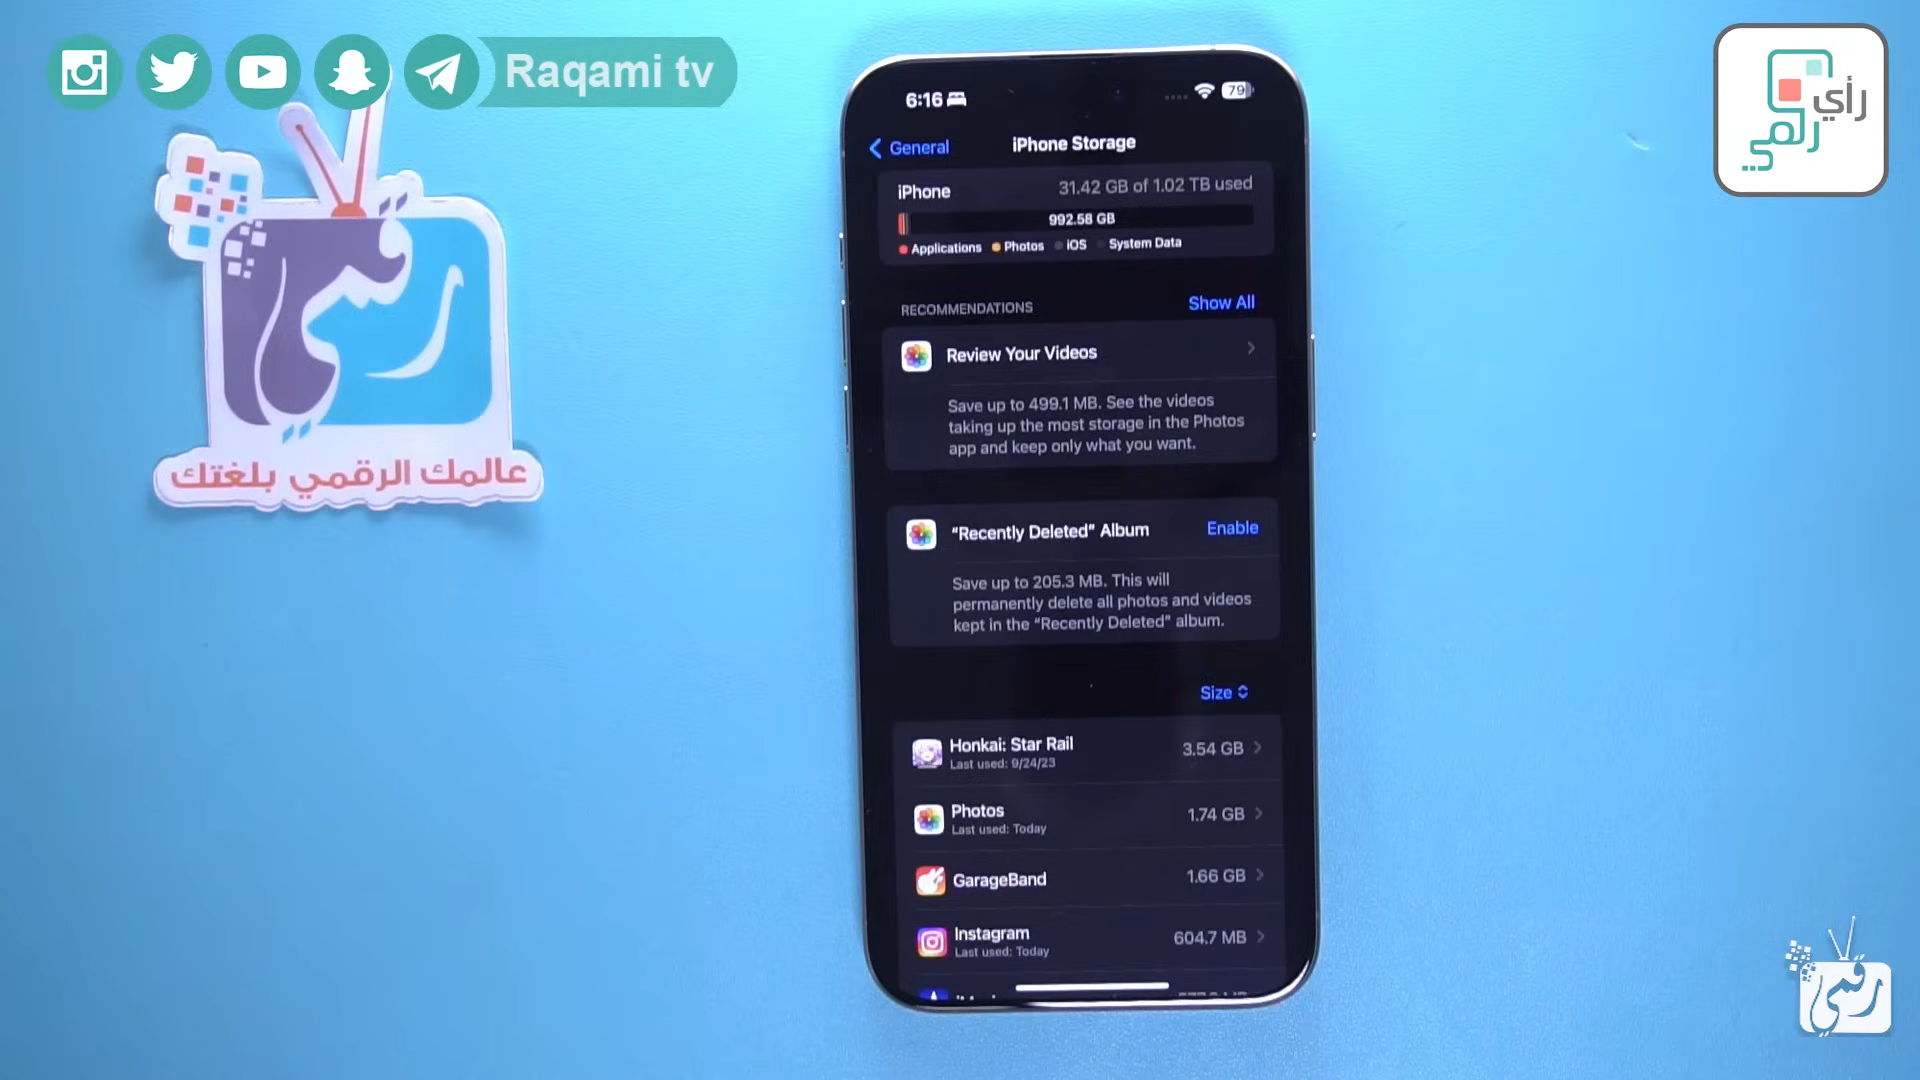 Raqami tv
رأي
رقمي
رقمي
عالمك الرقمي بلغتك
6:16
79
General
iPhone Storage
iPhone
31.42 GB of 1.02 TB used
992.58 GB
Applications
Photos
iOS
System Data
RECOMMENDATIONS
Show All
Review Your Videos
Save up to 499.1 MB. See the videos
taking up the most storage in the Photos
app and keep only what you want.
“Recently Deleted” Album
Enable
Save up to 205.3 MB. This will
permanently delete all photos and videos
kept in the “Recently Deleted” album.
Size
Honkai: Star Rail
3.54 GB
Last used: 9/24/23
Photos
1.74 GB
Last used: Today
GarageBand
1.66 GB
Instagram
604.7 MB
Last used: Today
رقمي